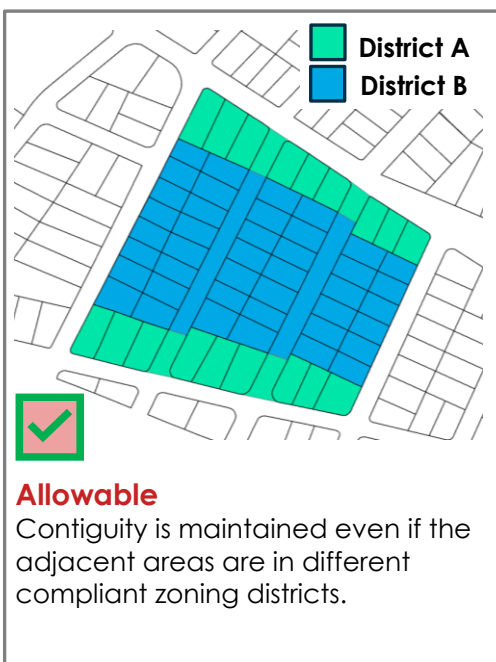 District A
District B
Allowable
Contiguity is maintained even if the
adjacent areas are in different
compliant zoning districts.